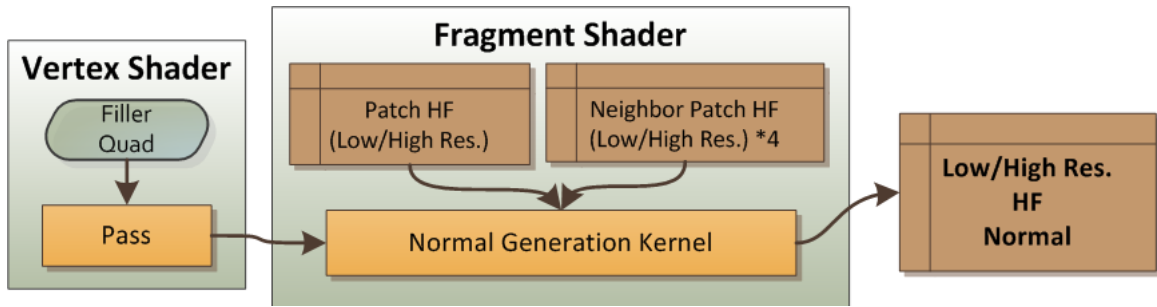 Vertex Shader
Filler
Quad
Pass
Fragment Shader
Patch HF
(Low/High Res.)
Neighbor Patch HF
(Low/High Res.) *4
Normal Generation Kernel
Low/High Res.
HF
Normal